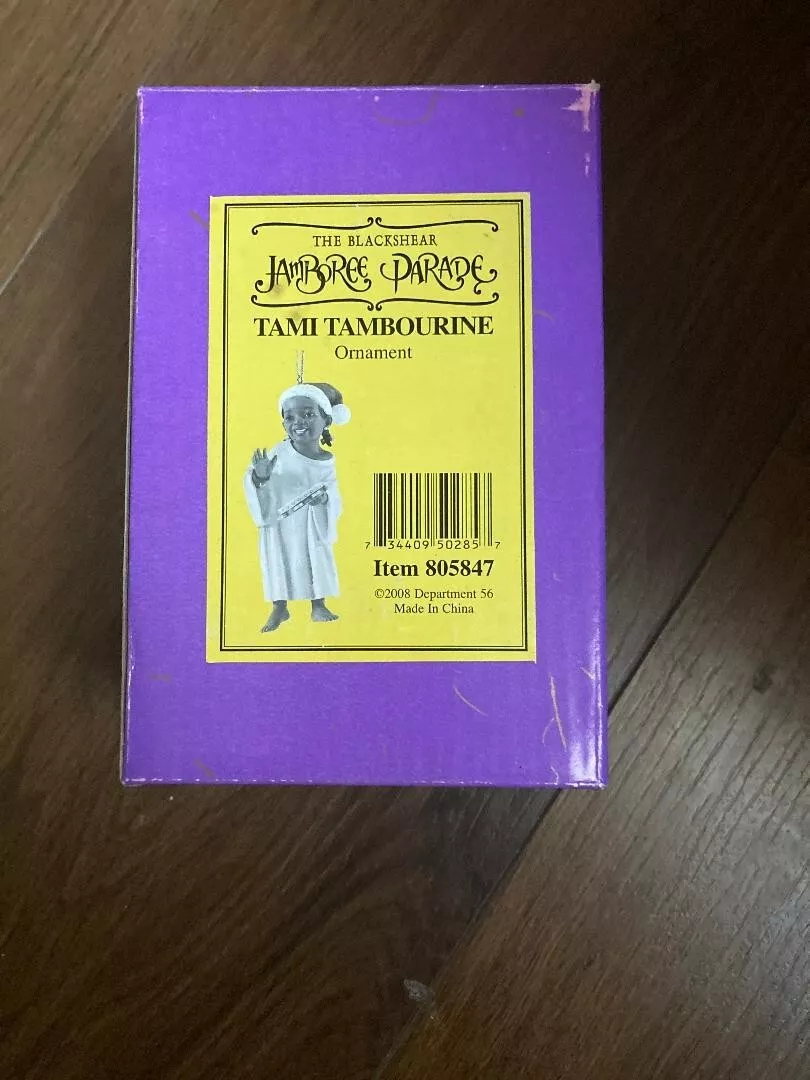 THE BLACKSHEAR
JAMBOREE PARADE
TAMI TAMBOURINE
Ornament
7 34409 50285 7
Item 805847
©2008 Department 56
Made In China